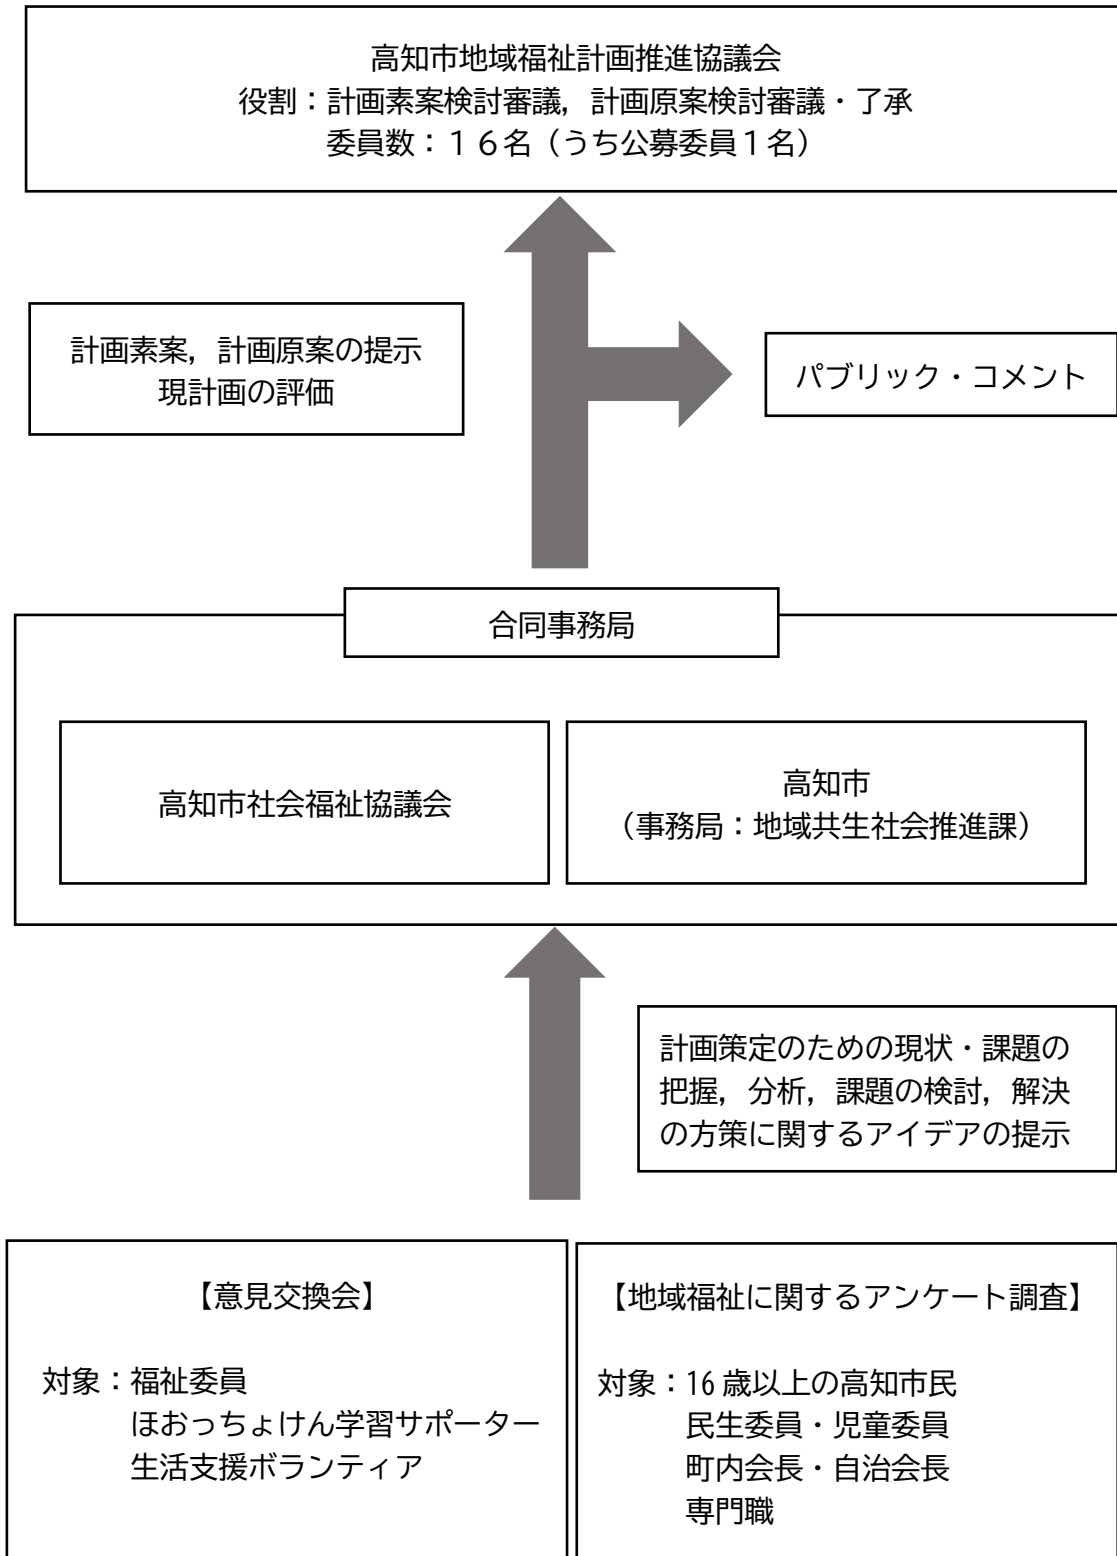 高知市地域福祉計画推進協議会
役割：計画素案検討審議，計画原案検討審議・了承
委員数：１６名（うち公募委員１名）
計画素案，計画原案の提示
現計画の評価
パブリック・コメント
合同事務局
高知市社会福祉協議会
高知市
（事務局：地域共生社会推進課）
計画策定のための現状・課題の
把握，分析，課題の検討，解決
の方策に関するアイデアの提示
【意見交換会】
対象：福祉委員
ほおっちょけん学習サポーター
生活支援ボランティア
【地域福祉に関するアンケート調査】
対象：16 歳以上の高知市民
民生委員・児童委員
町内会長・自治会長
専門職